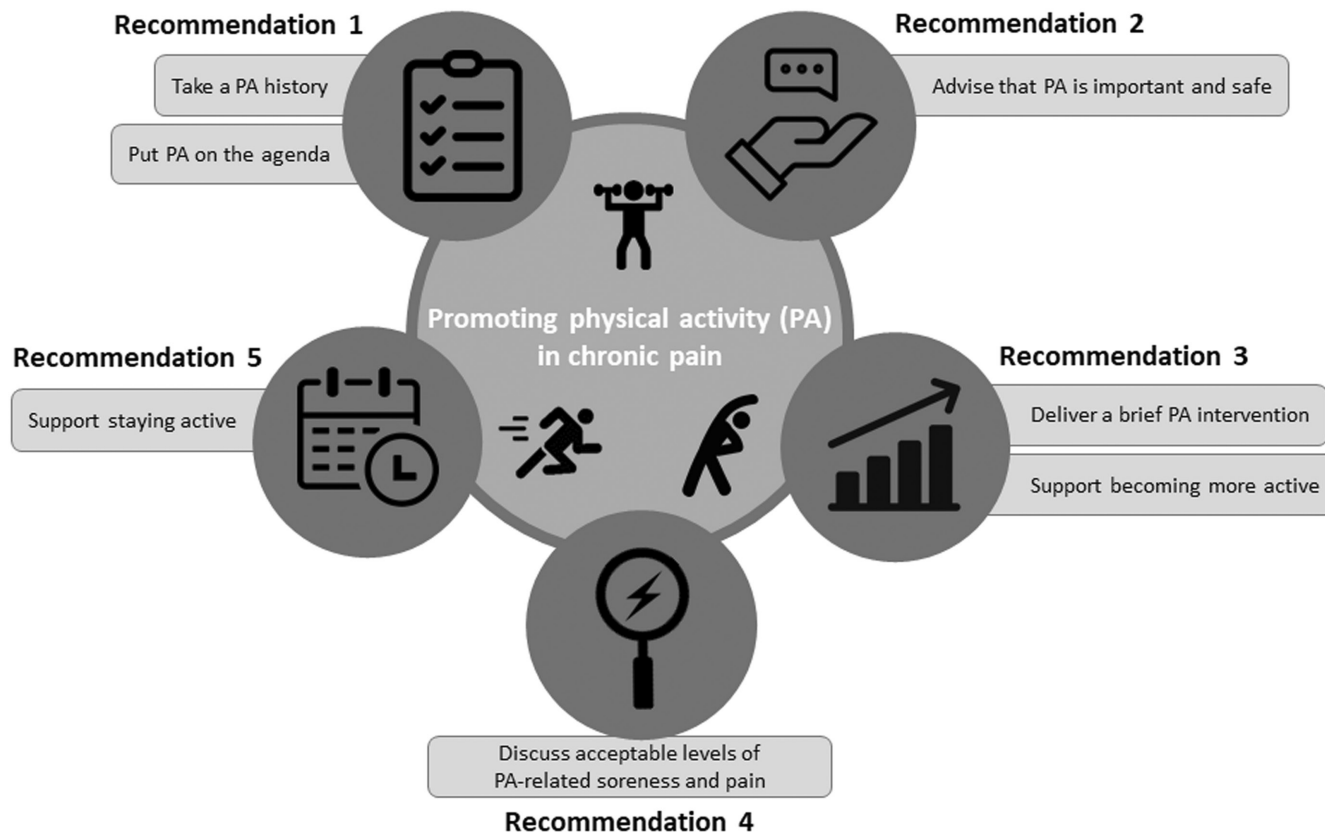 Recommendation 1
Take a PA history
Put PA on the agenda
Recommendation 2
Advise that PA is important and safe
Promoting physical activity (PA)
in chronic pain
Recommendation 3
Deliver a brief PA intervention
Support becoming more active
Recommendation 5
Support staying active
Discuss acceptable levels of
PA-related soreness and pain
Recommendation 4